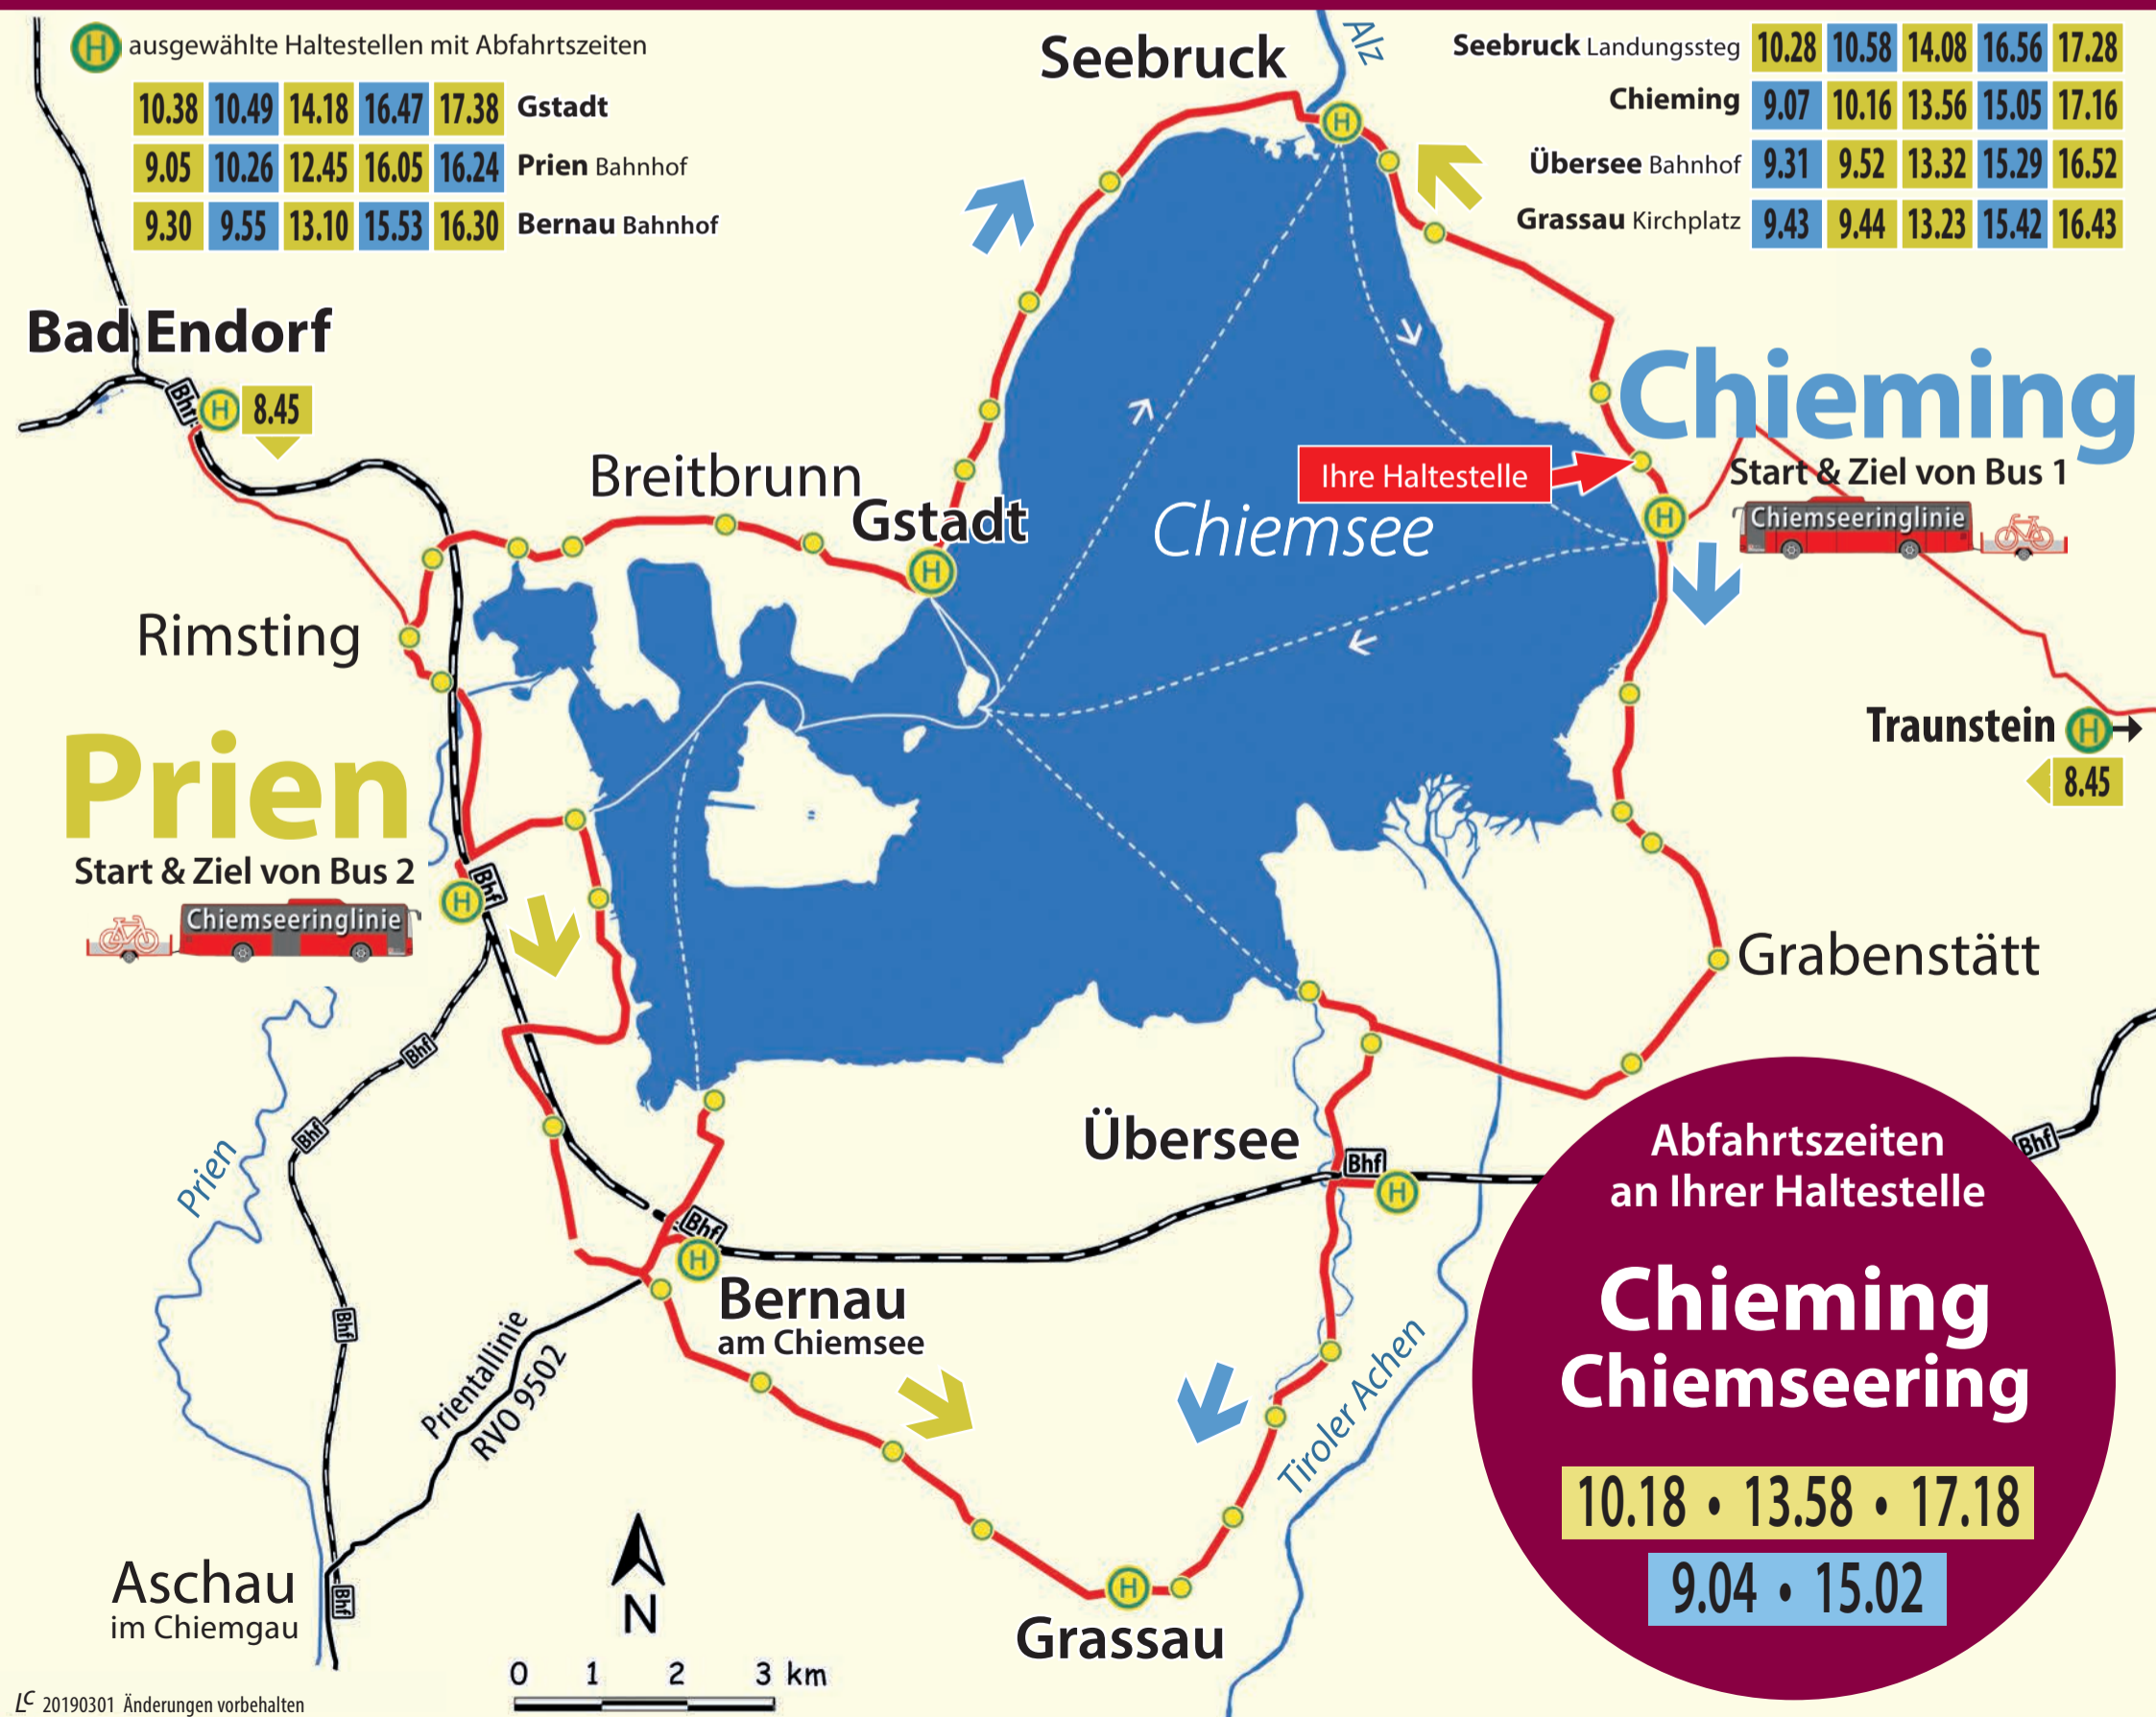 H ausgewählte Haltestellen mit Abfahrtszeiten
10.38 10.49 14.18 16.47 17.38 Gstadt
9.05 10.26 12.45 16.05 16.24 Prien Bahnhof
9.30 9.55 13.10 15.53 16.30 Bernau Bahnhof
Seebruck
Alz
Seebruck Landungssteg 10.28 10.58 14.08 16.56 17.28
Chieming 9.07 10.16 13.56 15.05 17.16
Übersee Bahnhof 9.31 9.52 13.32 15.29 16.52
Grassau Kirchplatz 9.43 9.44 13.23 15.42 16.43
H
Bad Endorf
Bhf H 8.45
Chieming
Start & Ziel von Bus 1
Chiemseeringlinie
Ihre Haltestelle
H
Breitbrunn
Gstadt
H
Chiemsee
Rimsting
Traunstein H
8.45
Prien
Start & Ziel von Bus 2
Chiemseeringlinie
Bhf
H
Grabenstätt
Bhf
Bhf
Prien
Übersee
Bhf
H
Bhf
Bhf
H
Bernau
am Chiemsee
Bhf
Prientallinie
RVO 9502
Tiroler Achen
Abfahrtszeiten
an Ihrer Haltestelle
Chieming
Chiemseering
10.18 • 13.58 • 17.18
9.04 • 15.02
Aschau
im Chiemgau
Bhf
N
H
Grassau
0 1 2 3 km
LC 20190301 Änderungen vorbehalten